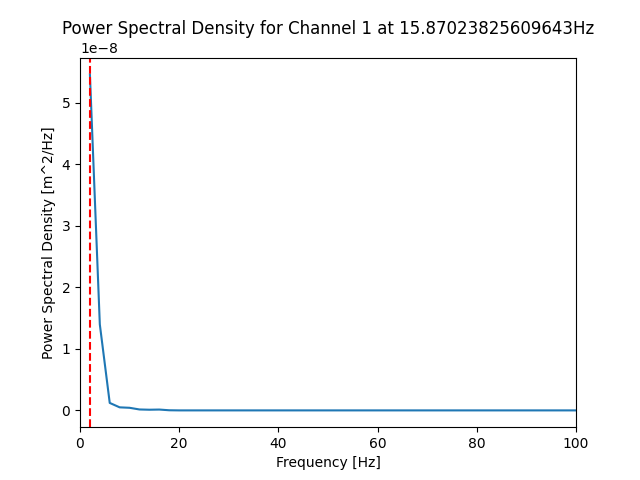 Power Spectral Density for Channel 1 at 15.87023825609643Hz
1e−8
5
4
3
2
1
0
Power Spectral Density [m^2/Hz]
0 20 40 60 80 100
Frequency [Hz]